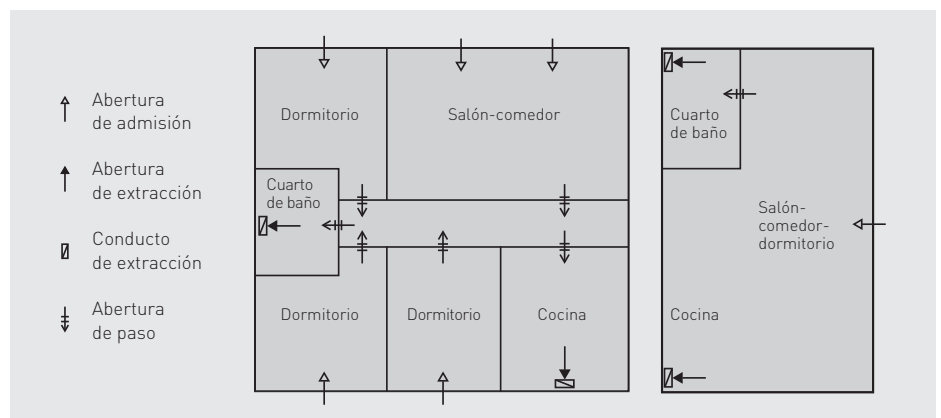 Abertura
de admisión
Abertura
de extracción
Conducto
de extracción
Abertura
de paso
Dormitorio
Salón-comedor
Cuarto
de baño
Dormitorio
Dormitorio
Cocina
Cuarto
de baño
Salón-
comedor-
dormitorio
Cocina